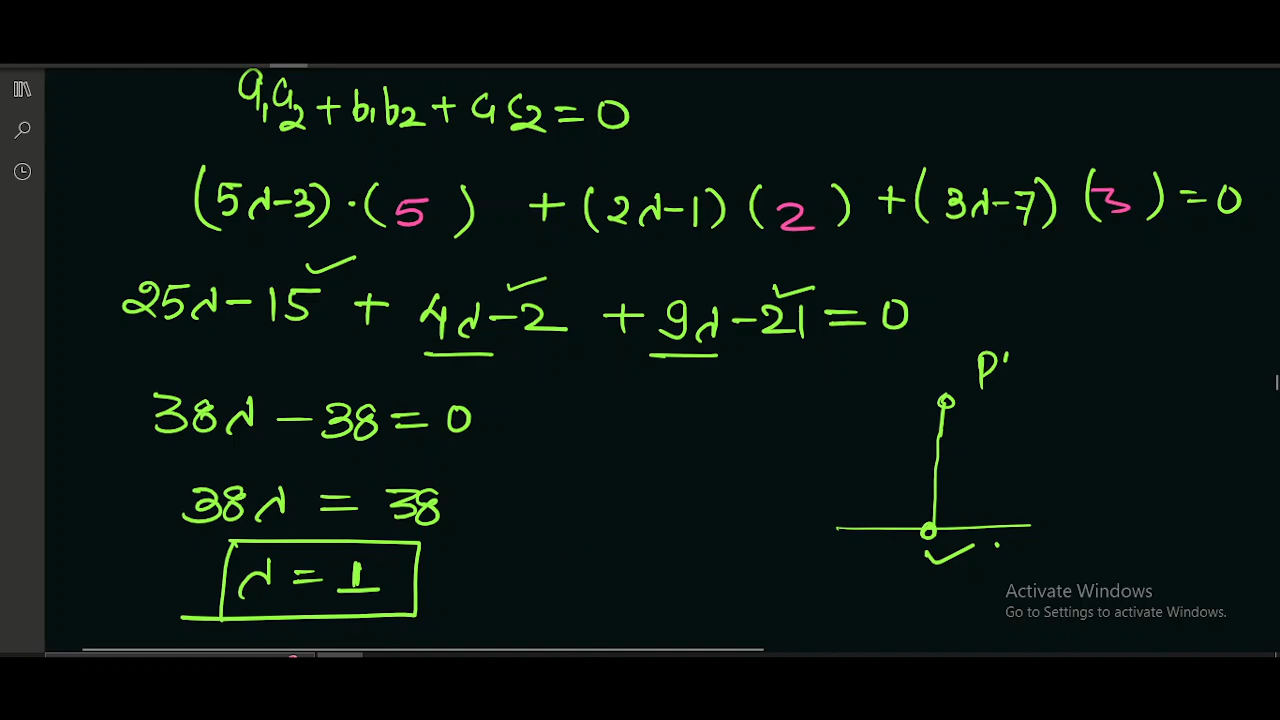 a₁a₂ + b₁b₂ + c₁c₂ = 0
(5λ-3)·(5) + (2λ-1)(2) + (3λ-7)(3) = 0
25λ-15 + 4λ-2 + 9λ-21 = 0
P'
38λ - 38 = 0
38λ = 38
λ = 1
Activate Windows
Go to Settings to activate Windows.